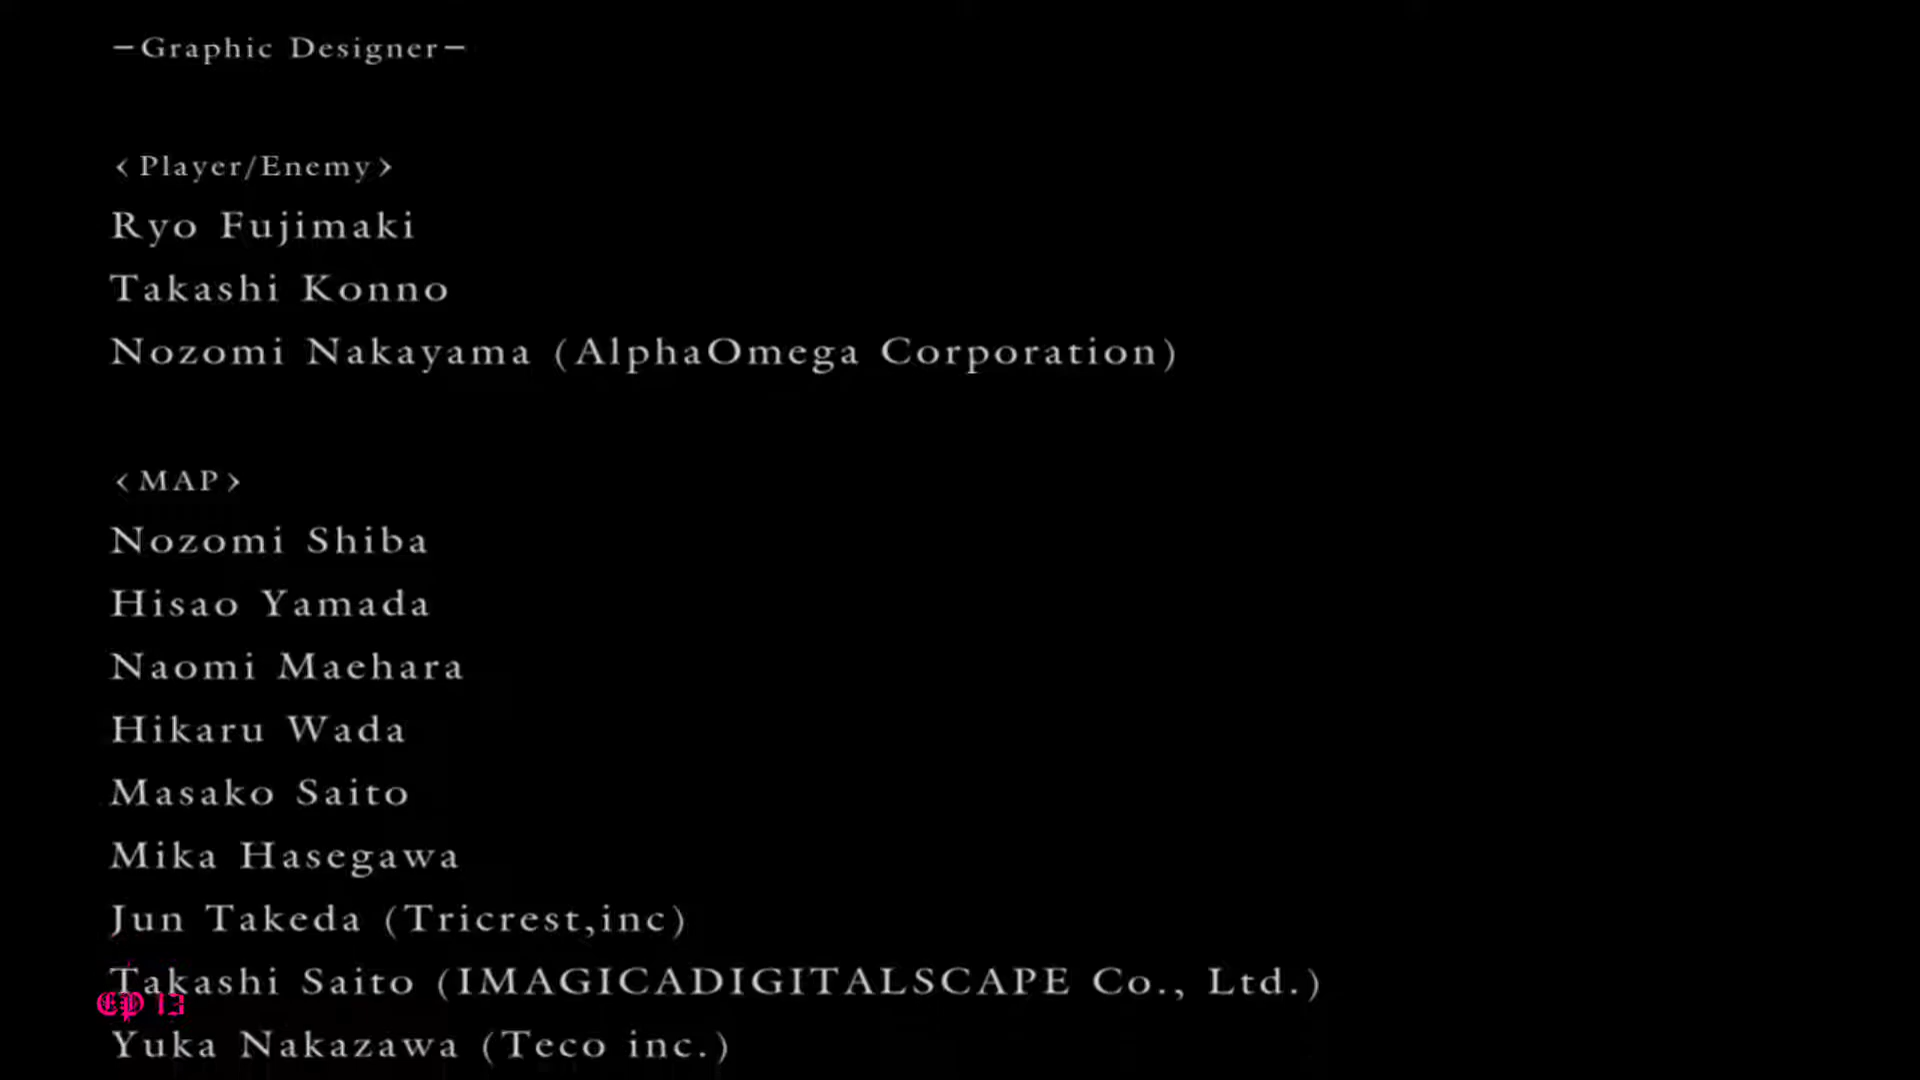 －Graphic Designer－
<Player/Enemy>
Ryo Fujimaki
Takashi Konno
Nozomi Nakayama (AlphaOmega Corporation)
<MAP>
Nozomi Shiba
Hisao Yamada
Naomi Maehara
Hikaru Wada
Masako Saito
Mika Hasegawa
Jun Takeda (Tricrest,inc)
Takashi Saito (IMAGICADIGITALSCAPE Co., Ltd.)
EP 13
Yuka Nakazawa (Teco inc.)